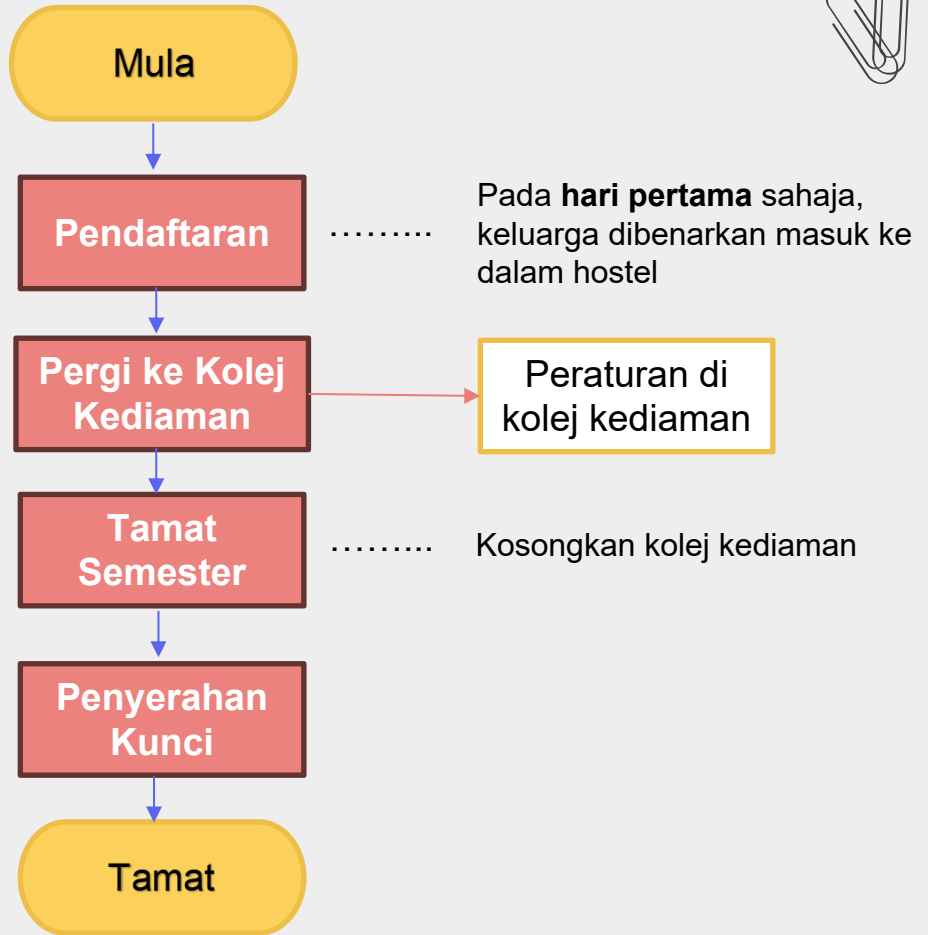 Mula
Pendaftaran
.........
Pada hari pertama sahaja,
keluarga dibenarkan masuk ke
dalam hostel
Pergi ke Kolej
Kediaman
Peraturan di
kolej kediaman
Tamat
Semester
.........
Kosongkan kolej kediaman
Penyerahan
Kunci
Tamat